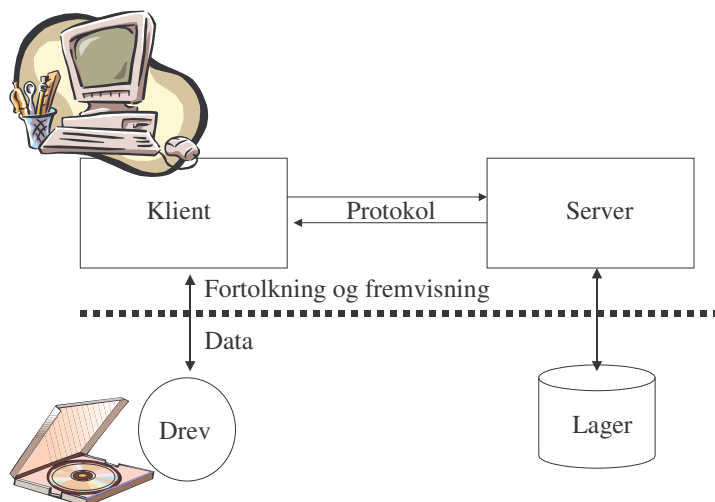 Klient
Protokol
Server
Fortolkning og fremvisning
Data
Drev
Lager